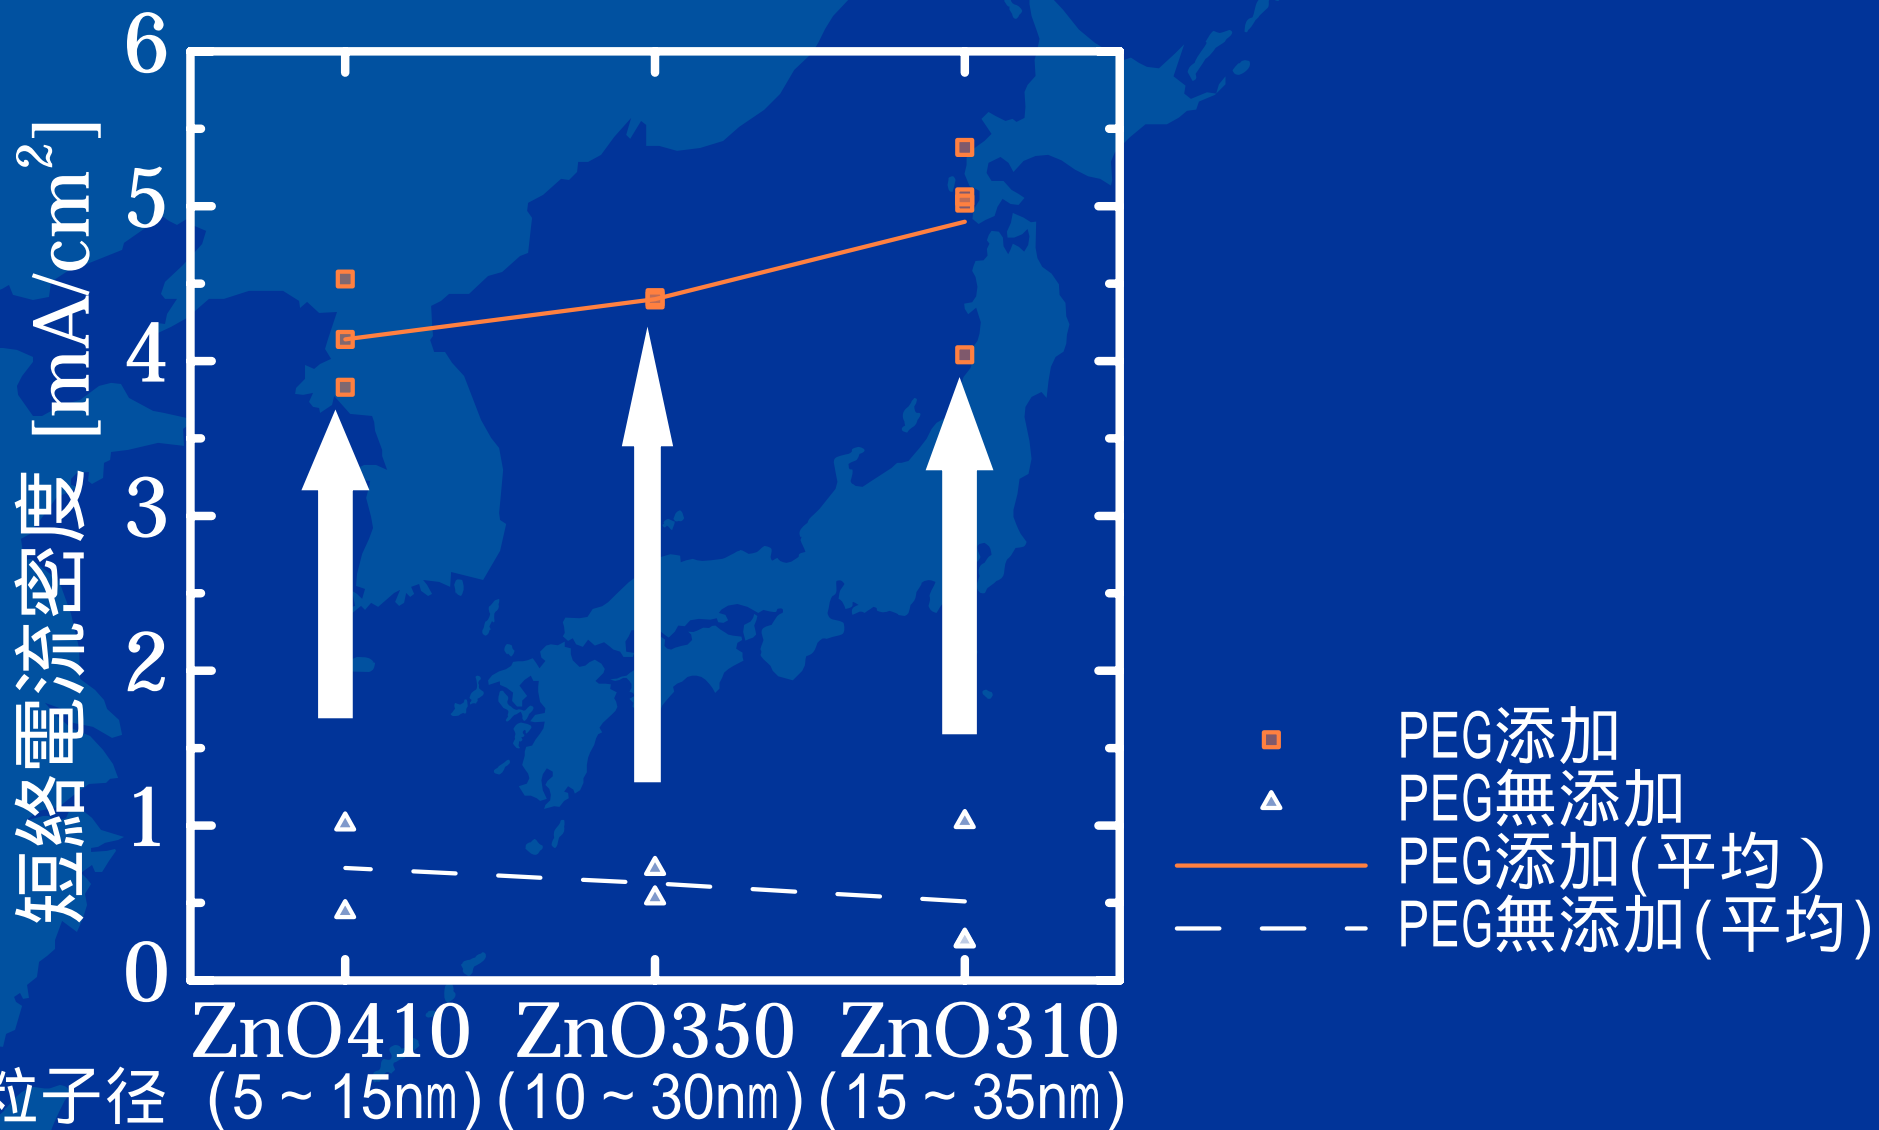 短絡電流密度 [mA/cm²]
6
5
4
3
2
1
0
ZnO410 ZnO350 ZnO310
粒子径 (5 ~ 15nm) (10 ~ 30nm) (15 ~ 35nm)
PEG添加
PEG無添加
PEG添加(平均)
PEG無添加(平均)